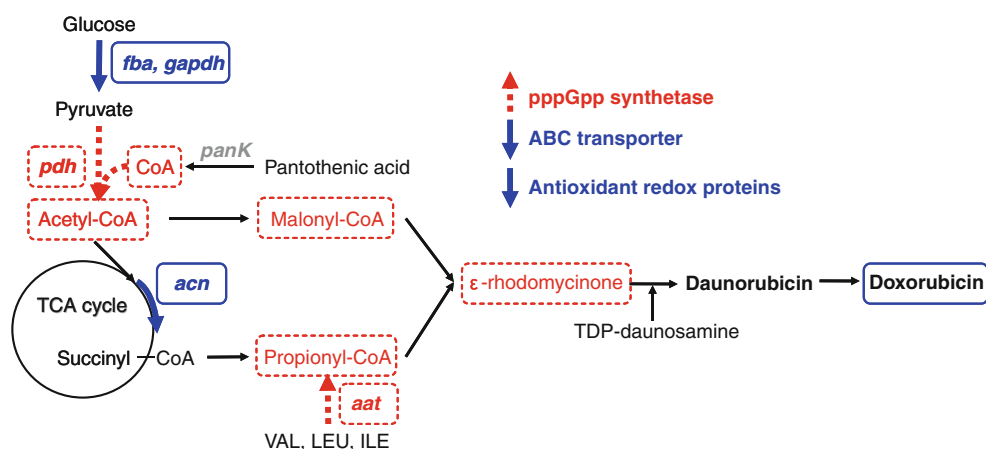 Glucose
fba, gapdh
Pyruvate
pppGpp synthetase
ABC transporter
Antioxidant redox proteins
pdh
CoA
panK
Pantothenic acid
Acetyl-CoA
Malonyl-CoA
acn
TCA cycle
Succinyl CoA
Propionyl-CoA
aat
VAL, LEU, ILE
ε-rhodomycinone
Daunorubicin
Doxorubicin
TDP-daunosamine